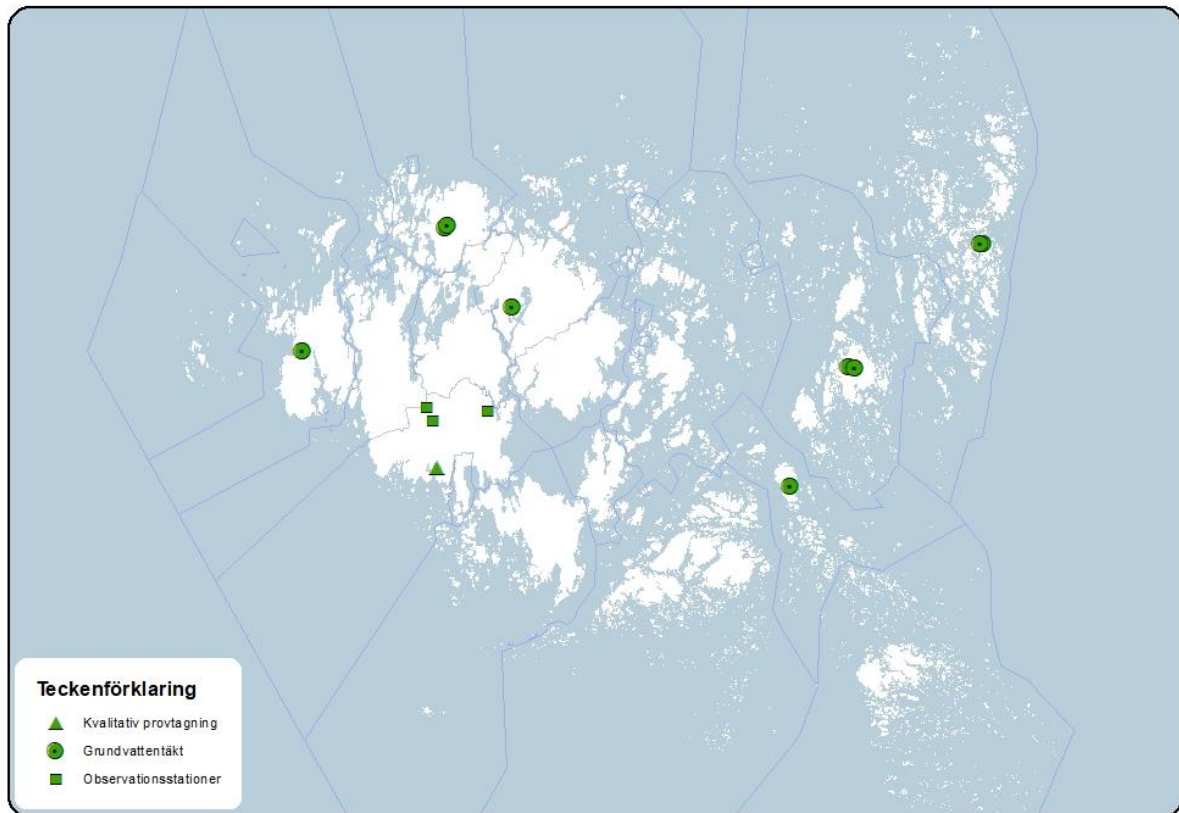 Teckenförklaring
Kvalitativ provtagning
Grundvattentäkt
Observationsstationer